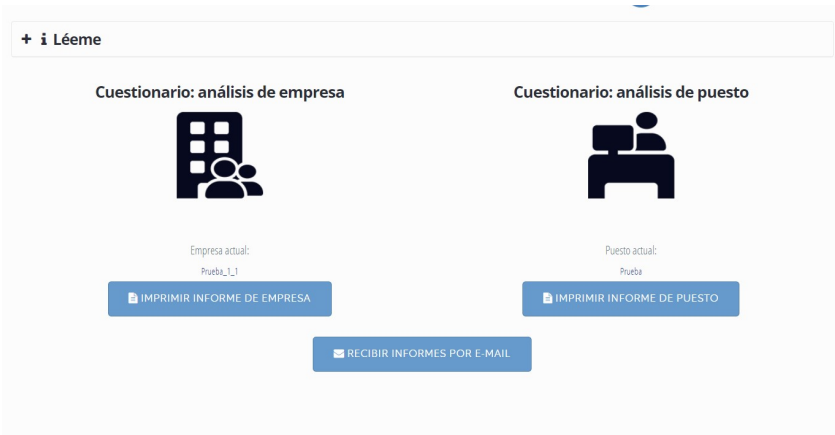 + i Léeme
Cuestionario: análisis de empresa
Cuestionario: análisis de puesto
Empresa actual:
Prueba_1_1
IMPRIMIR INFORME DE EMPRESA
Puesto actual:
Prueba
IMPRIMIR INFORME DE PUESTO
RECIBIR INFORMES POR E-MAIL